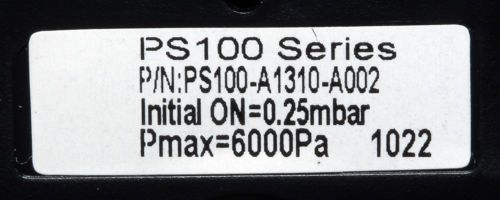 PS100 Series
P/N:PS100-A1310-A002
Initial ON=0.25mbar
Pmax=6000Pa 1022